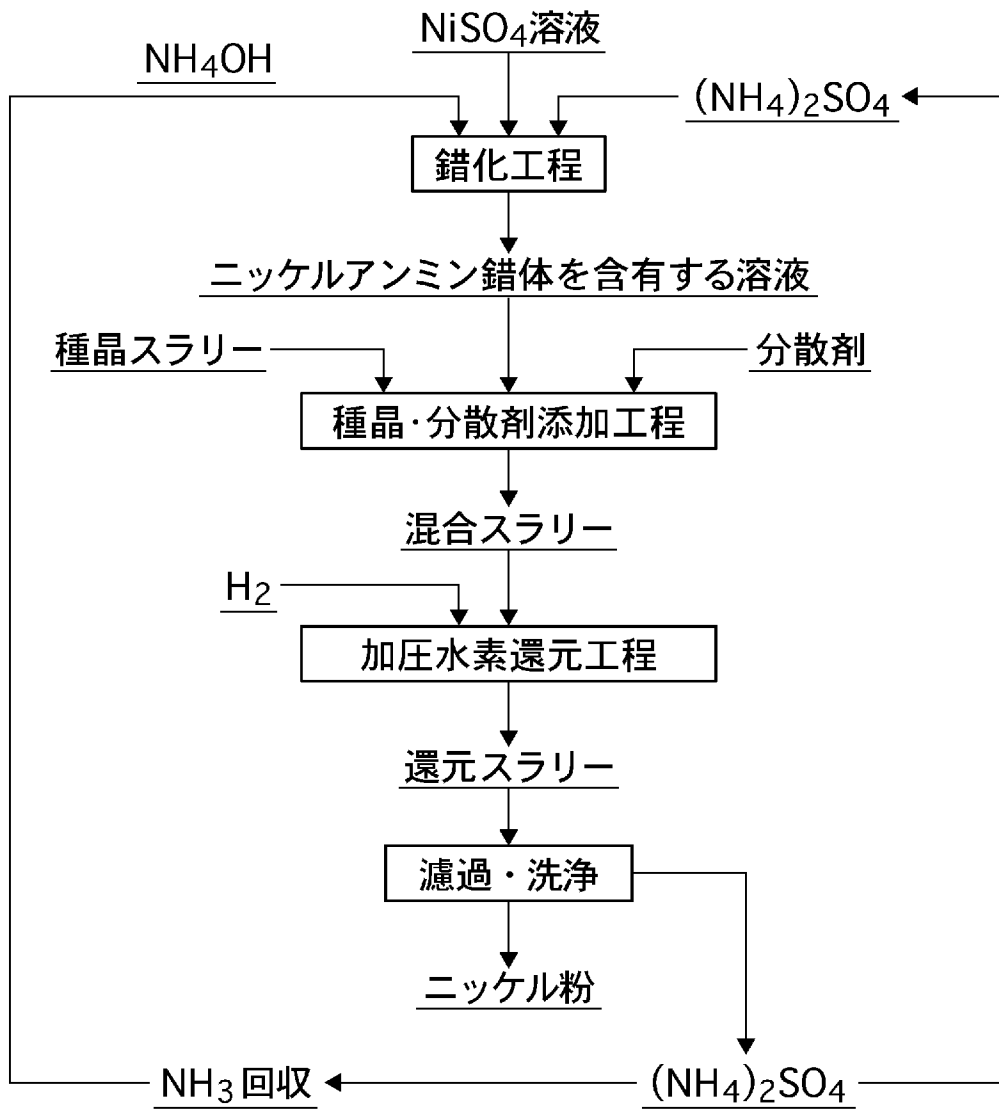 NiSO4溶液
NH4OH
(NH4)2SO4
錯化工程
ニッケルアンミン錯体を含有する溶液
種晶スラリー
分散剤
種晶・分散剤添加工程
混合スラリー
H2
加圧水素還元工程
還元スラリー
濾過・洗浄
ニッケル粉
NH3回収
(NH4)2SO4